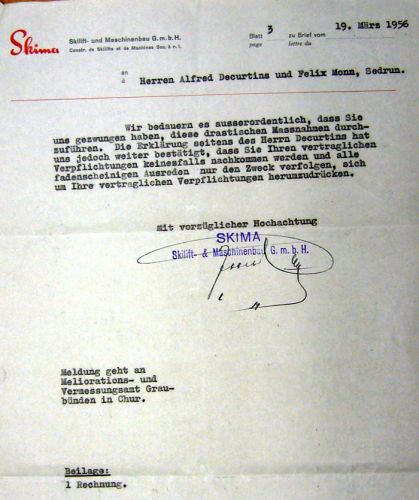 Skima
Skilift- und Maschinenbau G.m.b.H.
Constr. de Skilifts et de Machines Soc. à r. l.
Blatt 3 zu Brief vom 19. März 1956
page lettre du
an
à Herren Alfred Decurtins und Felix Monn, Sedrun.
Wir bedauern es ausserordentlich, dass Sie
uns gezwungen haben, diese drastischen Massnahmen durch-
zuführen. Die Erklärung seitens des Herrn Decurtins hat
uns jedoch weiter bestätigt, dass Sie Ihren vertraglichen
Verpflichtungen keinesfalls nachkommen werden und alle
fadenscheinigen Ausreden nur den Zweck verfolgen, sich
um Ihre vertraglichen Verpflichtungen herumzudrücken.
Mit vorzüglicher Hochachtung
SKIMA
Skilift- & Maschinenbau G. m. b. H.
Meldung geht an
Meliorations- und
Vermessungsamt Grau-
bünden in Chur.
Beilage:
1 Rechnung.